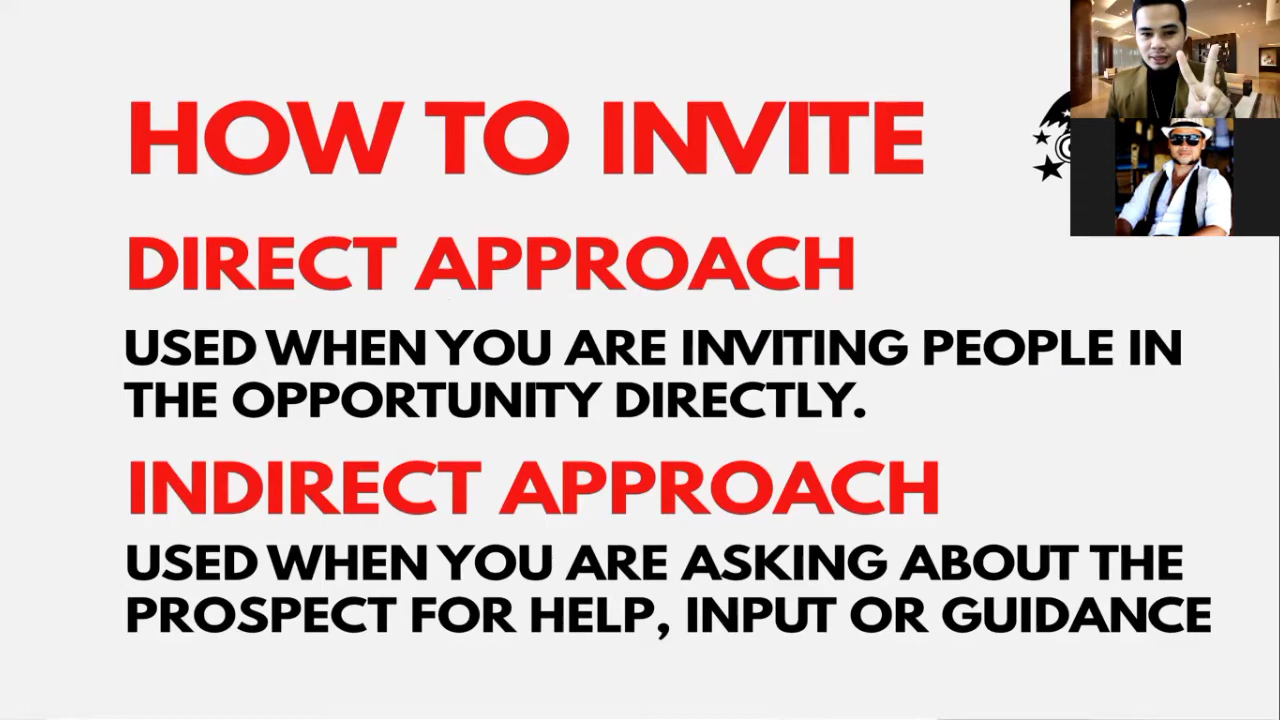 HOW TO INVITE
DIRECT APPROACH
USED WHEN YOU ARE INVITING PEOPLE IN
THE OPPORTUNITY DIRECTLY.
INDIRECT APPROACH
USED WHEN YOU ARE ASKING ABOUT THE
PROSPECT FOR HELP, INPUT OR GUIDANCE